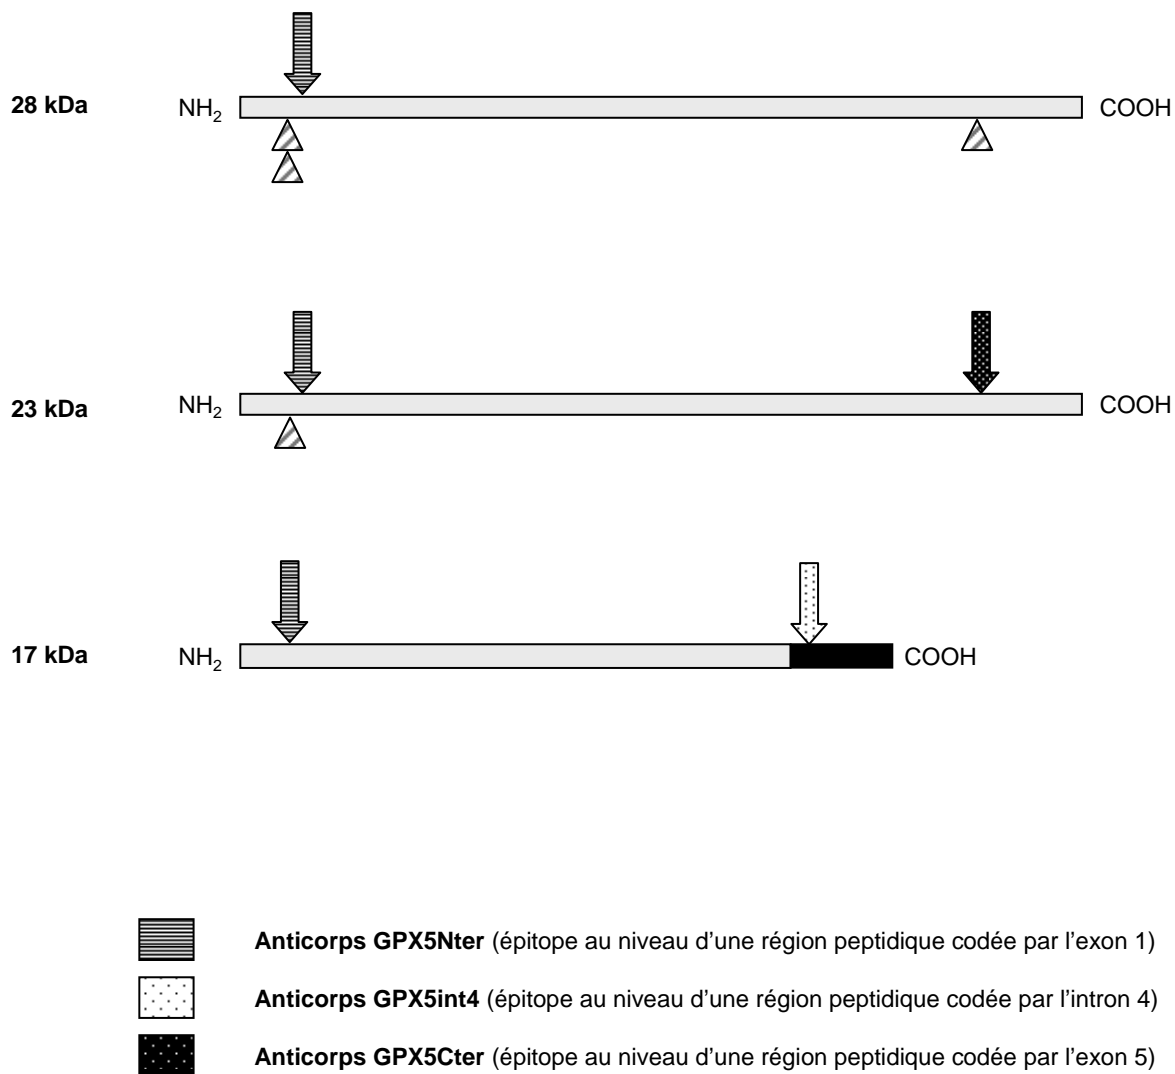 28 kDa NH2 COOH
23 kDa NH2 COOH
17 kDa NH2 COOH
Anticorps GPX5Nter (épitope au niveau d’une région peptidique codée par l’exon 1)
Anticorps GPX5int4 (épitope au niveau d’une région peptidique codée par l’intron 4)
Anticorps GPX5Cter (épitope au niveau d’une région peptidique codée par l’exon 5)